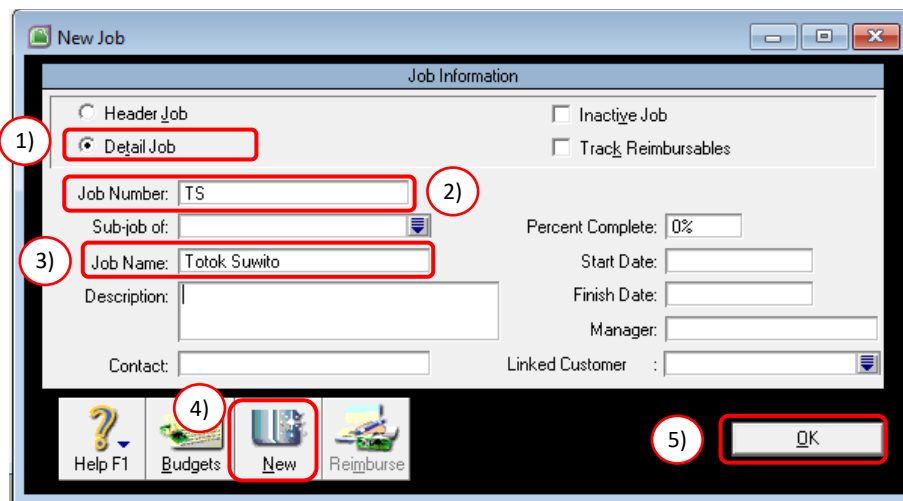 New Job
Job Information
Header Job
Inactive Job
1)
Detail Job
Track Reimbursables
Job Number: TS
2)
Sub-job of:
Percent Complete: 0%
3)
Job Name: Totok Suwito
Start Date:
Description:
Finish Date:
Manager:
Contact:
Linked Customer :
4)
5)
OK
Help F1
Budgets
New
Reimburse